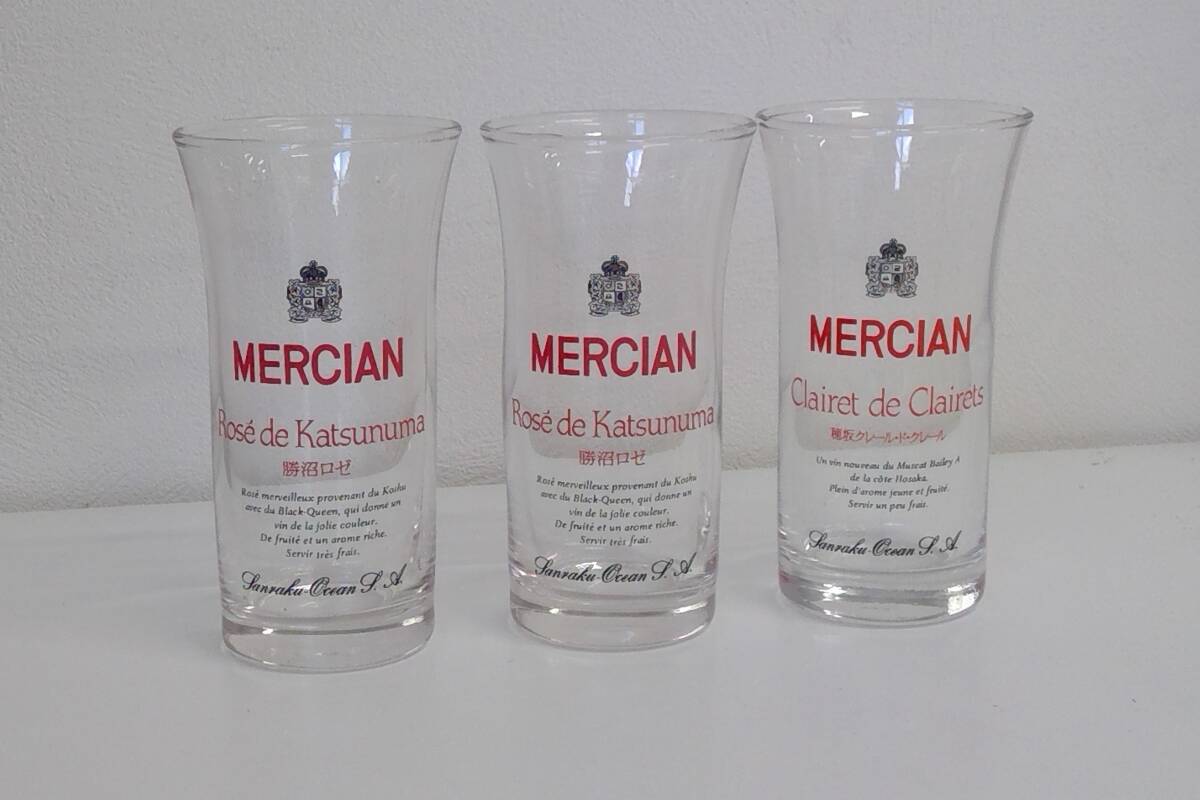 MERCIAN
Rosé de Katsunuma
勝沼ロゼ
Rosé merveilleux provenant du Koshu
avec du Black-Queen, qui donne un
vin de la jolie couleur.
De fruité et un arome riche.
Servir très frais.
Sanraku-Ocean S. A.
MERCIAN
Rosé de Katsunuma
勝沼ロゼ
Rosé merveilleux provenant du Koshu
avec du Black-Queen, qui donne un
vin de la jolie couleur.
De fruité et un arome riche.
Servir très frais.
Sanraku-Ocean S. A.
MERCIAN
Clairet de Clairets
穂坂クレール・ド・クレール
Un vin nouveau du Muscat Bailey A
de la côte Hosaka.
Plein d'arome jeune et fruité.
Servir un peu frais.
Sanraku-Ocean S. A.